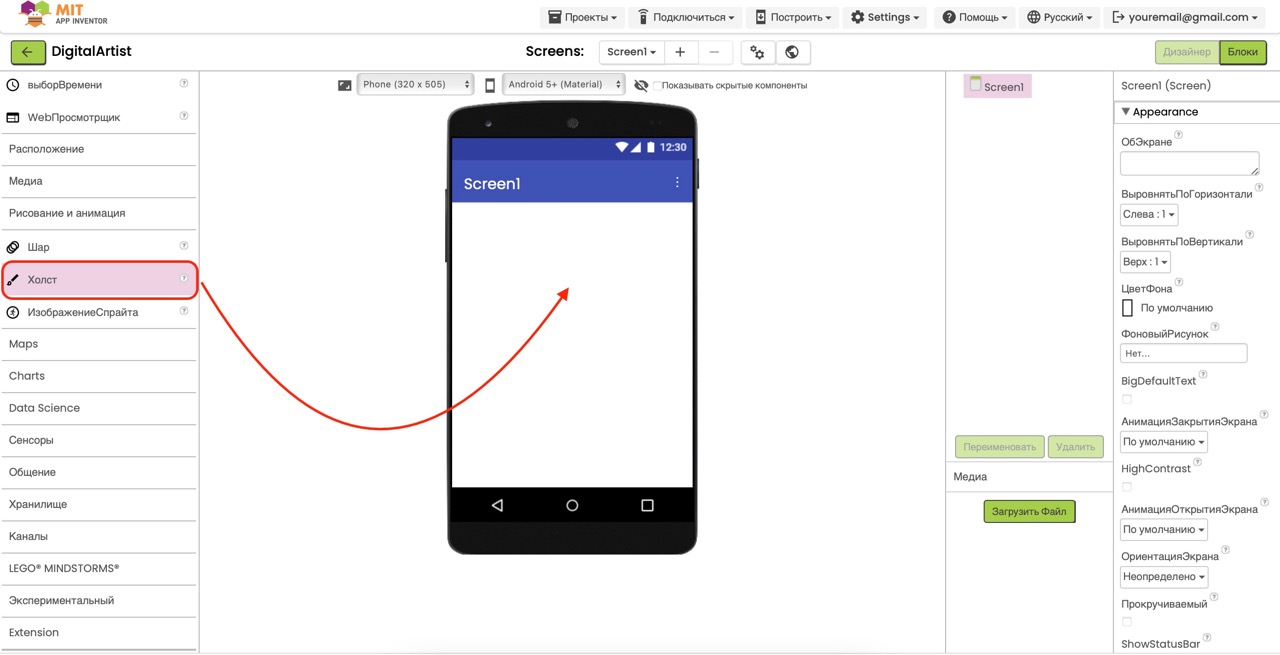 MIT
APP INVENTOR
Проекты
Подключиться
Построить
Settings
Помощь
Русский
youremail@gmail.com
DigitalArtist
Screens:
Screen1
+
−
Дизайнер
Блоки
выборВремени
?
WebПросмотрщик
?
Расположение
Медиа
Рисование и анимация
Шар
?
Холст
?
ИзображениеСпрайта
?
Maps
Charts
Data Science
Сенсоры
Общение
Хранилище
Каналы
LEGO® MINDSTORMS®
Экспериментальный
Extension
Phone (320 x 505)
Android 5+ (Material)
Показывать скрытые компоненты
12:30
Screen1
Screen1
Переименовать
Удалить
Медиа
Загрузить Файл
Screen1 (Screen)
Appearance
ОбЭкране ?
ВыровнятьПоГоризонтали ?
Слева : 1
ВыровнятьПоВертикали ?
Верх : 1
ЦветФона ?
По умолчанию
ФоновыйРисунок ?
Нет...
BigDefaultText ?
АнимацияЗакрытияЭкрана ?
По умолчанию
HighContrast ?
АнимацияОткрытияЭкрана ?
По умолчанию
ОриентацияЭкрана ?
Неопределено
Прокручиваемый ?
ShowStatusBar ?